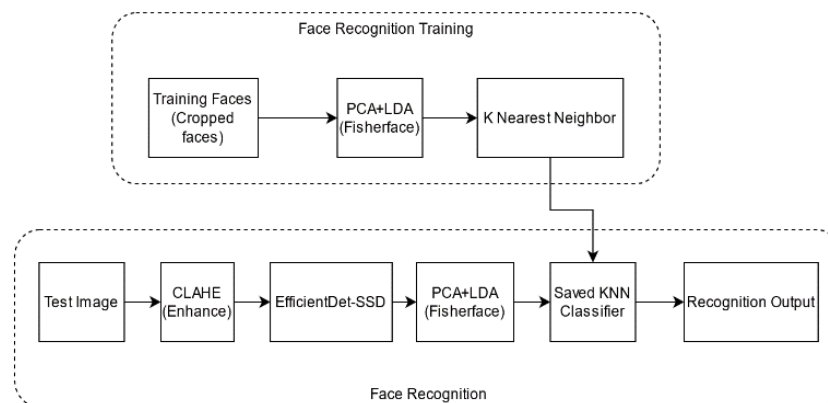 Face Recognition Training
Training Faces
(Cropped
faces)
PCA+LDA
(Fisherface)
K Nearest Neighbor
Test Image
CLAHE
(Enhance)
EfficientDet-SSD
PCA+LDA
(Fisherface)
Saved KNN
Classifier
Recognition Output
Face Recognition